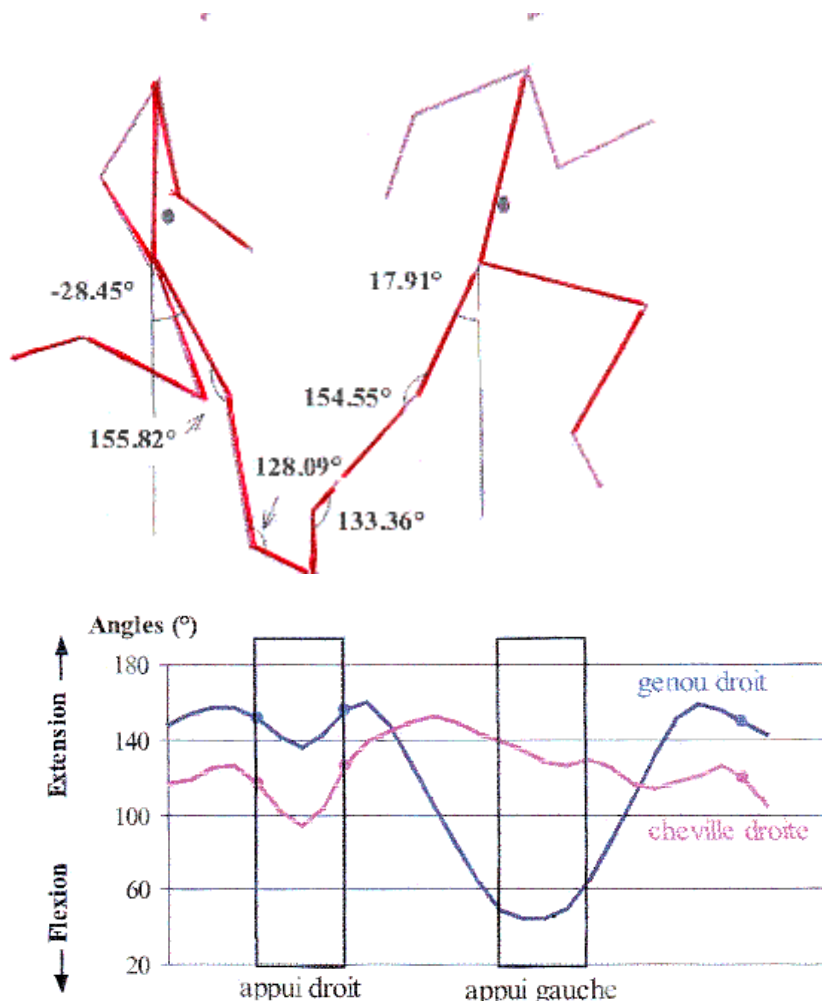 -28.45°
17.91°
154.55°
155.82°
128.09°
133.36°
Angles (°)
Extension
Flexion
180
140
100
60
20
genou droit
cheville droite
appui droit
appui gauche